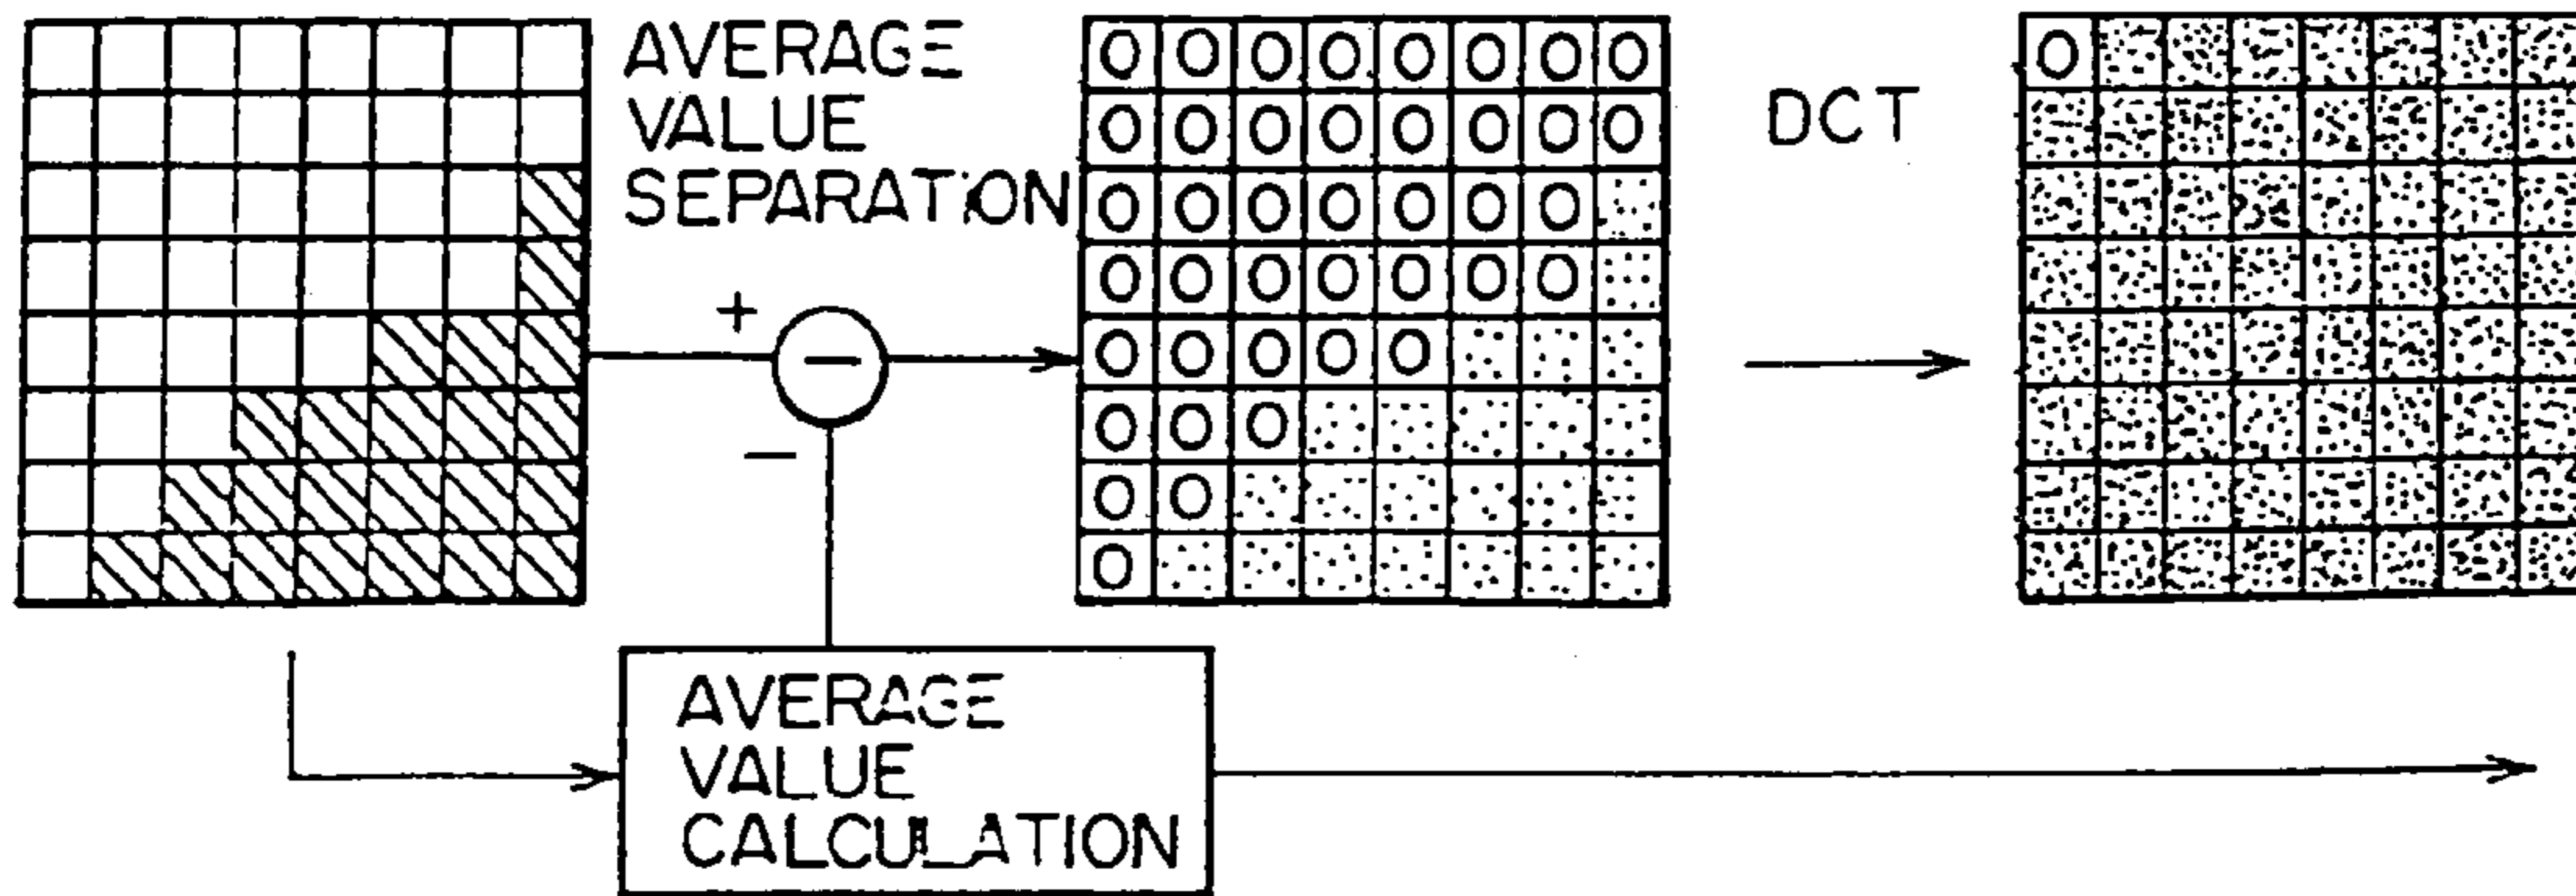 AVERAGE
VALUE
SEPARATION
DCT
+
−
−
O O O O O O O O
O O O O O O O O
O O O O O O O
O O O O O O O
O O O O O
O O O
O O
O
O
AVERAGE
VALUE
CALCULATION